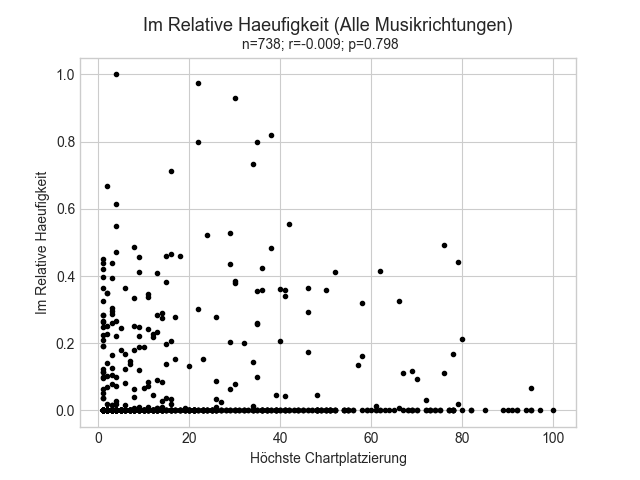 Im Relative Haeufigkeit (Alle Musikrichtungen)
n=738; r=-0.009; p=0.798
1.0
0.8
0.6
0.4
0.2
0.0
Im Relative Haeufigkeit
0 20 40 60 80 100
Höchste Chartplatzierung